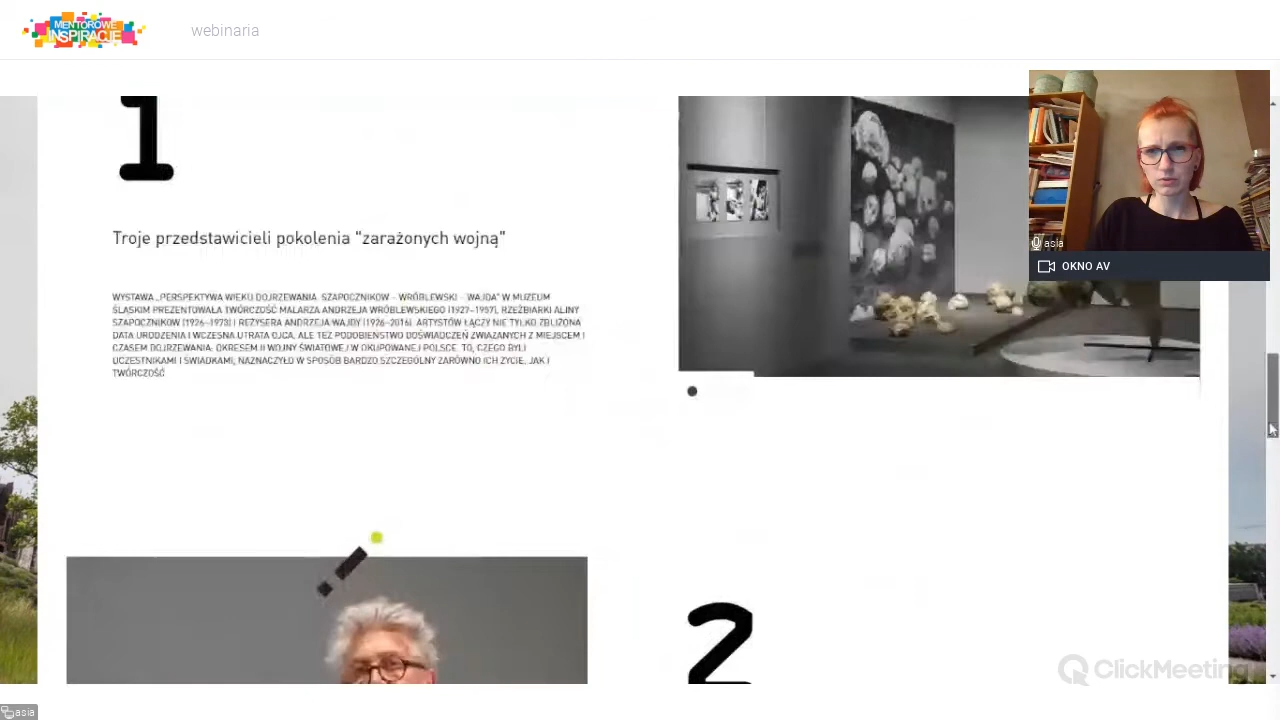 MENTOROWE
INSPIRACJE
webinaria
1
Troje przedstawicieli pokolenia "zarażonych wojną"
WYSTAWA „PERSPEKTYWA WIEKU DOJRZEWANIA. SZAPOCZNIKOW – WRÓBLEWSKI – WAJDA” W MUZEUM
ŚLĄSKIM PREZENTOWAŁA TWÓRCZOŚĆ MALARZA ANDRZEJA WRÓBLEWSKIEGO (1927–1957), RZEŹBIARKI ALINY
SZAPOCZNIKOW (1926–1973) I REŻYSERA ANDRZEJA WAJDY (1926–2016). ARTYSTÓW ŁĄCZY NIE TYLKO ZBLIŻONA
DATA URODZENIA I WCZESNA UTRATA OJCA, ALE TEŻ PODOBIEŃSTWO DOŚWIADCZEŃ ZWIĄZANYCH Z MIEJSCEM I
CZASEM DOJRZEWANIA: OKRESEM II WOJNY ŚWIATOWEJ W OKUPOWANEJ POLSCE. TO, CZEGO BYLI
UCZESTNIKAMI I ŚWIADKAMI, NAZNACZYŁO W SPOSÓB BARDZO SZCZEGÓLNY ZARÓWNO ICH ŻYCIE, JAK I
TWÓRCZOŚĆ
asia
OKNO AV
2
ClickMeeting
asia